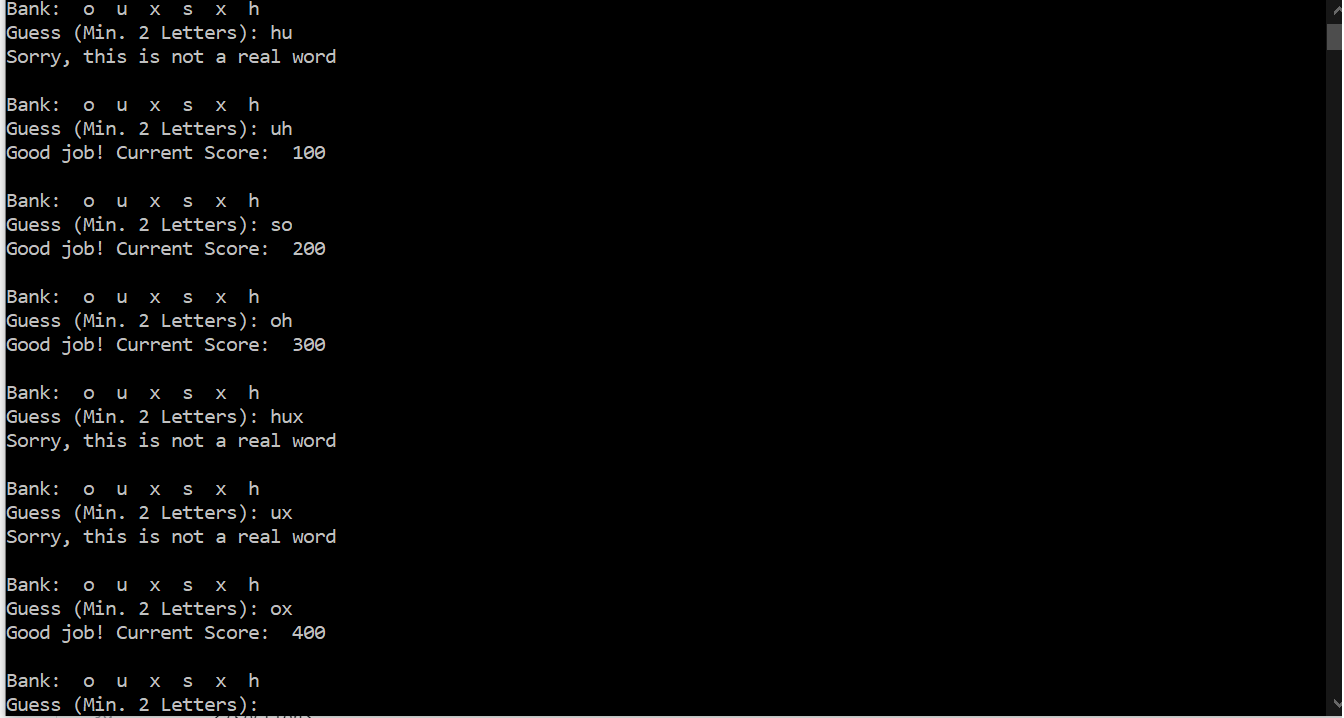 Bank:  o  u  x  s  x  h
Guess (Min. 2 Letters): hu
Sorry, this is not a real word
Bank:  o  u  x  s  x  h
Guess (Min. 2 Letters): uh
Good job! Current Score:  100
Bank:  o  u  x  s  x  h
Guess (Min. 2 Letters): so
Good job! Current Score:  200
Bank:  o  u  x  s  x  h
Guess (Min. 2 Letters): oh
Good job! Current Score:  300
Bank:  o  u  x  s  x  h
Guess (Min. 2 Letters): hux
Sorry, this is not a real word
Bank:  o  u  x  s  x  h
Guess (Min. 2 Letters): ux
Sorry, this is not a real word
Bank:  o  u  x  s  x  h
Guess (Min. 2 Letters): ox
Good job! Current Score:  400
Bank:  o  u  x  s  x  h
Guess (Min. 2 Letters):